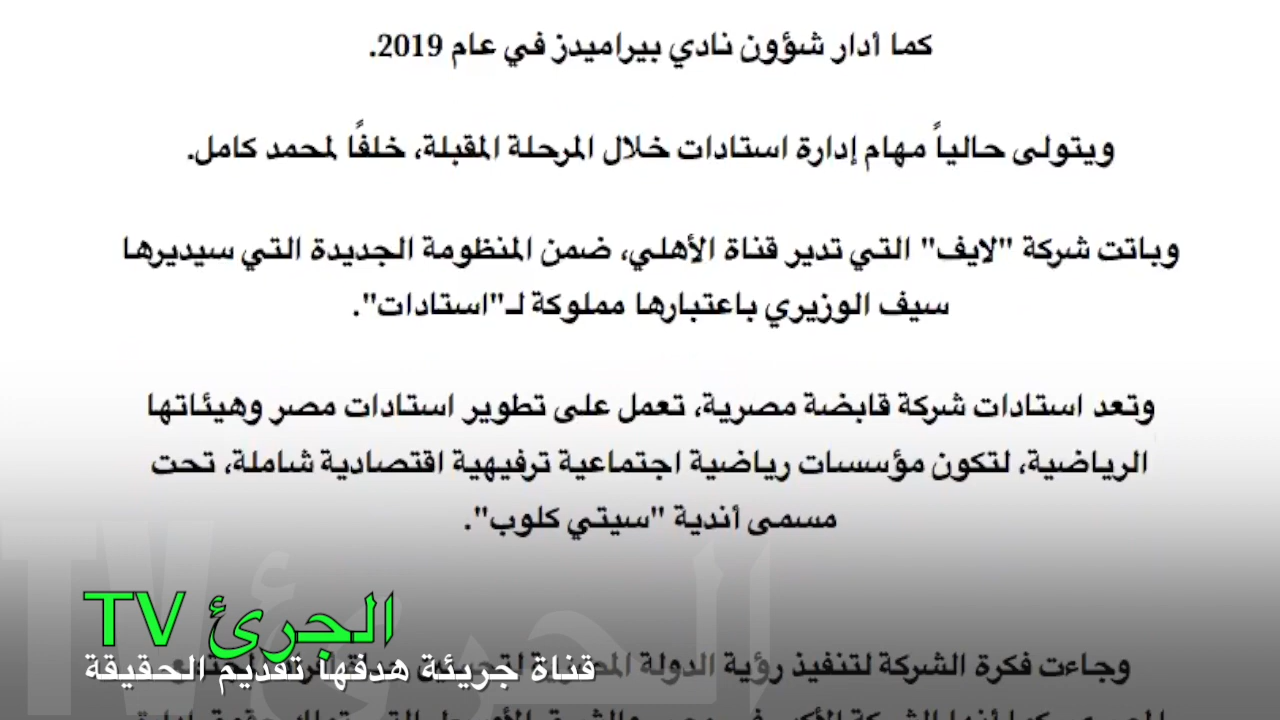 كما أدار شؤون نادي بيراميدز في عام 2019.
ويتولى حالياً مهام إدارة استادات خلال المرحلة المقبلة، خلفًا لمحمد كامل.
وباتت شركة "لايف" التي تدير قناة الأهلي، ضمن المنظومة الجديدة التي سيديرها
سيف الوزيري باعتبارها مملوكة لـ"استادات".
وتعد استادات شركة قابضة مصرية، تعمل على تطوير استادات مصر وهيئاتها
الرياضية، لتكون مؤسسات رياضية اجتماعية ترفيهية اقتصادية شاملة، تحت
مسمى أندية "سيتي كلوب".
الجرئ TV
قناة جريئة هدفها تقديم الحقيقة
وجاءت فكرة الشركة لتنفيذ رؤية الدولة